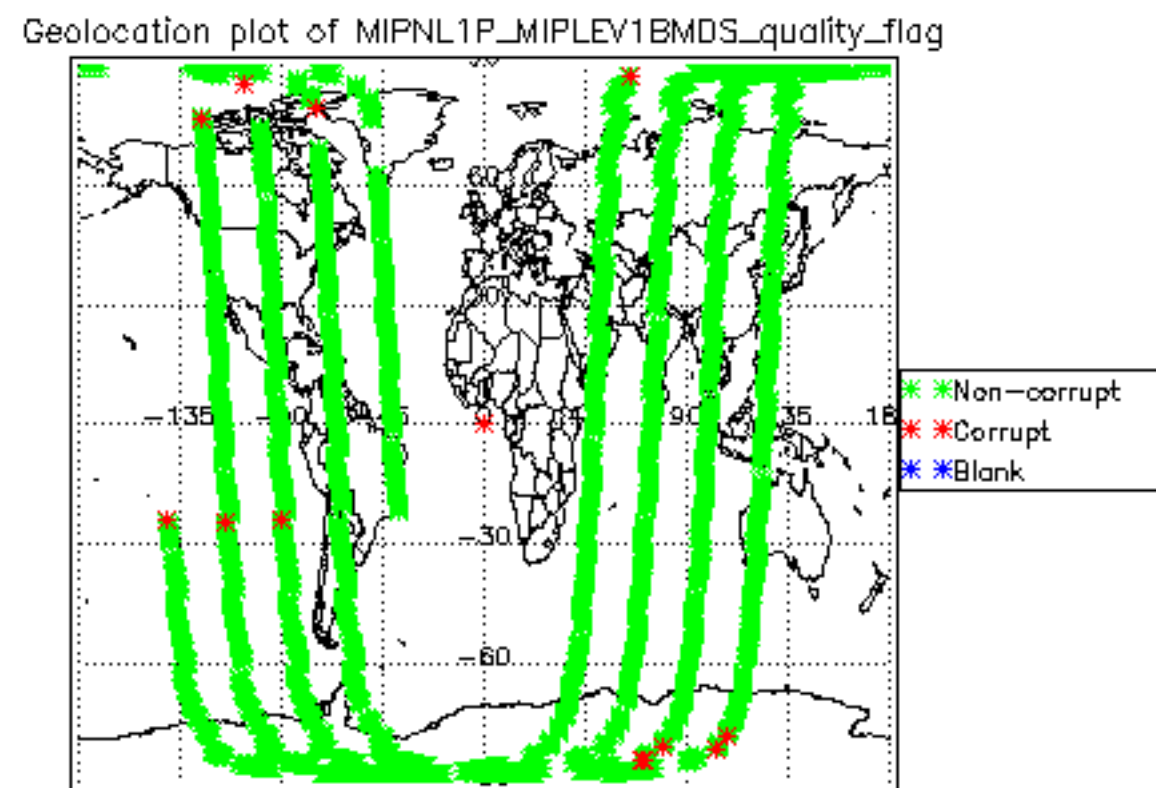 Geolocation plot of MIPNL1P_MIPLEV1BMDS_quality_flag
60
-135
90
-30
-60
Non-corrupt
Corrupt
Blank